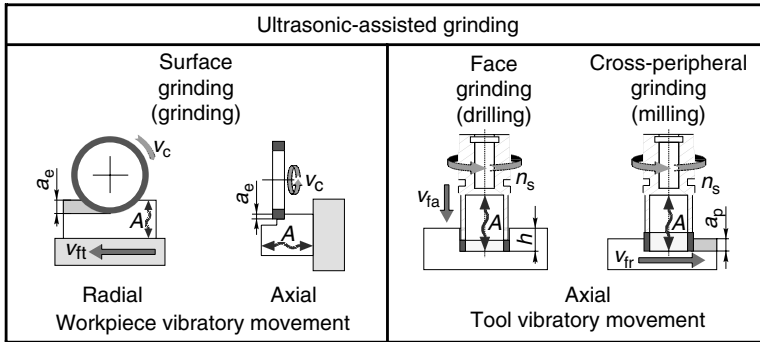 Ultrasonic-assisted grinding
Surface
grinding
(grinding)
Face
grinding
(drilling)
Cross-peripheral
grinding
(milling)
vc
ae
A
vft
ae
vc
A
vfa
ns
A
h
ns
A
ap
vfr
Radial
Axial
Workpiece vibratory movement
Axial
Tool vibratory movement